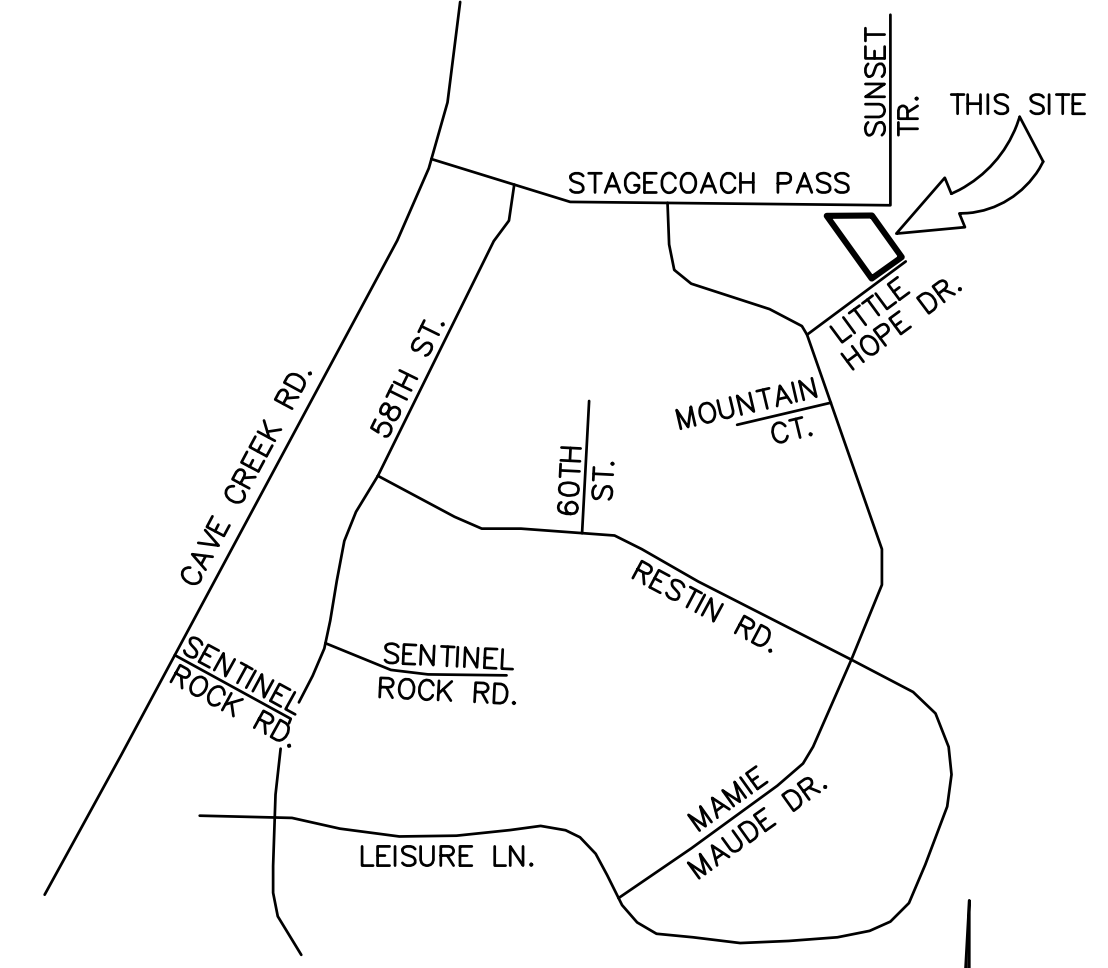 SUNSET
TR.
THIS SITE
STAGECOACH PASS
LITTLE
HOPE DR.
58TH ST.
CAVE CREEK RD.
MOUNTAIN
CT.
60TH
ST.
RESTIN RD.
SENTINEL
ROCK RD.
SENTINEL
ROCK RD.
MAMIE
MAUDE DR.
LEISURE LN.